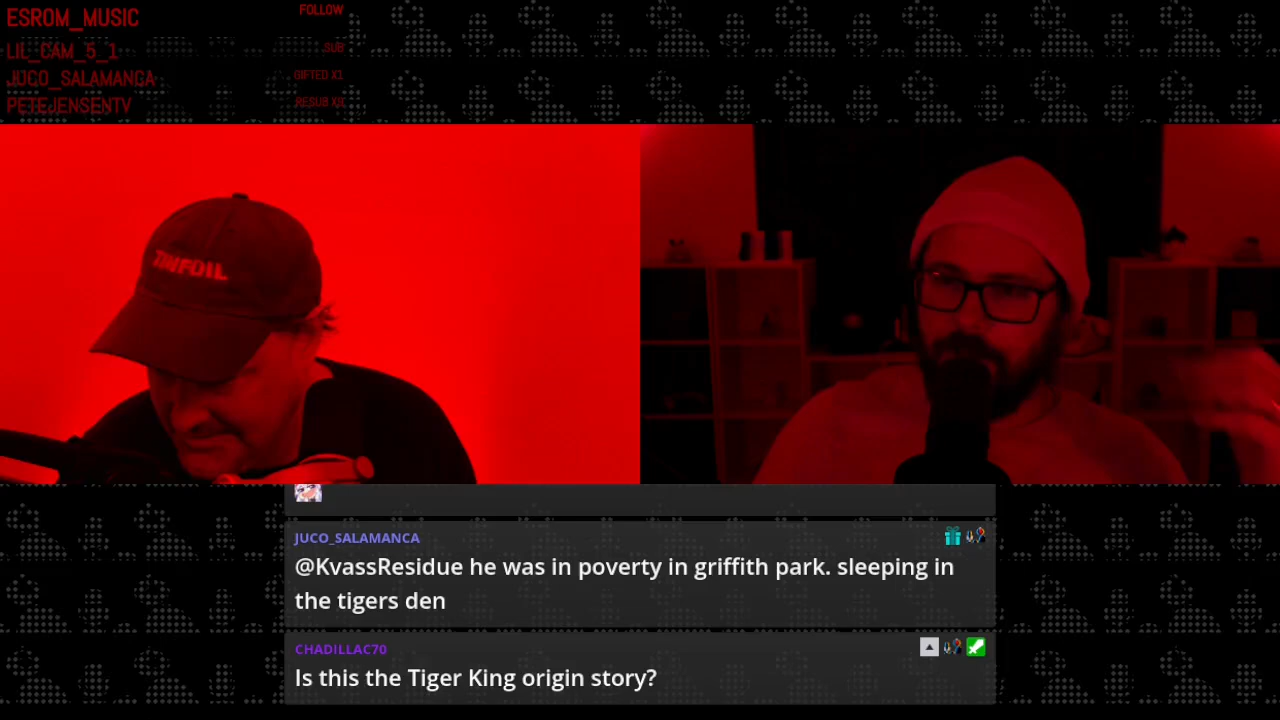 ESROM_MUSIC FOLLOW
LIL_CAM_5_1 SUB
JUCO_SALAMANCA GIFTED X1
PETEJENSENTV
TINFOIL
JUCO_SALAMANCA
@KvassResidue he was in poverty in griffith park. sleeping in
the tigers den
CHADILLAC70
Is this the Tiger King origin story?